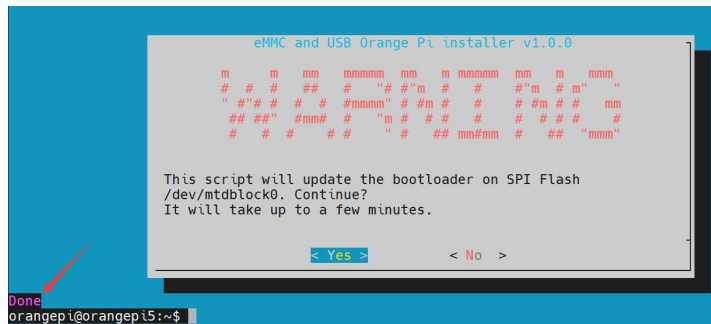 eMMC and USB Orange Pi installer v1.0.0
WARNING
This script will update the bootloader on SPI Flash
/dev/mtdblock0. Continue?
It will take up to a few minutes.
< Yes > < No >
Done
orangepi@orangepi5:~$